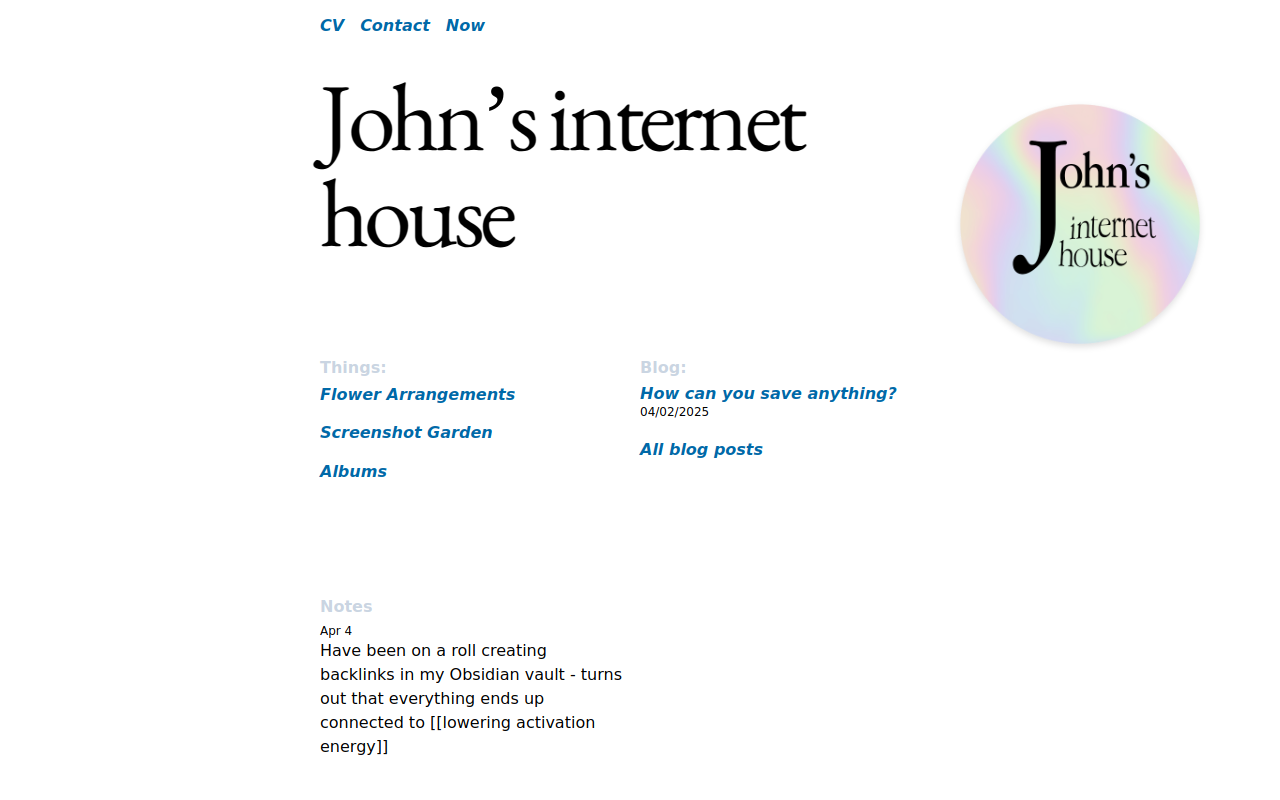 CV Contact Now
John’s internet
house
John’s
internet
house
Things:
Flower Arrangements
Screenshot Garden
Albums
Blog:
How can you save anything?
04/02/2025
All blog posts
Notes
Apr 4
Have been on a roll creating
backlinks in my Obsidian vault - turns
out that everything ends up
connected to [[lowering activation
energy]]